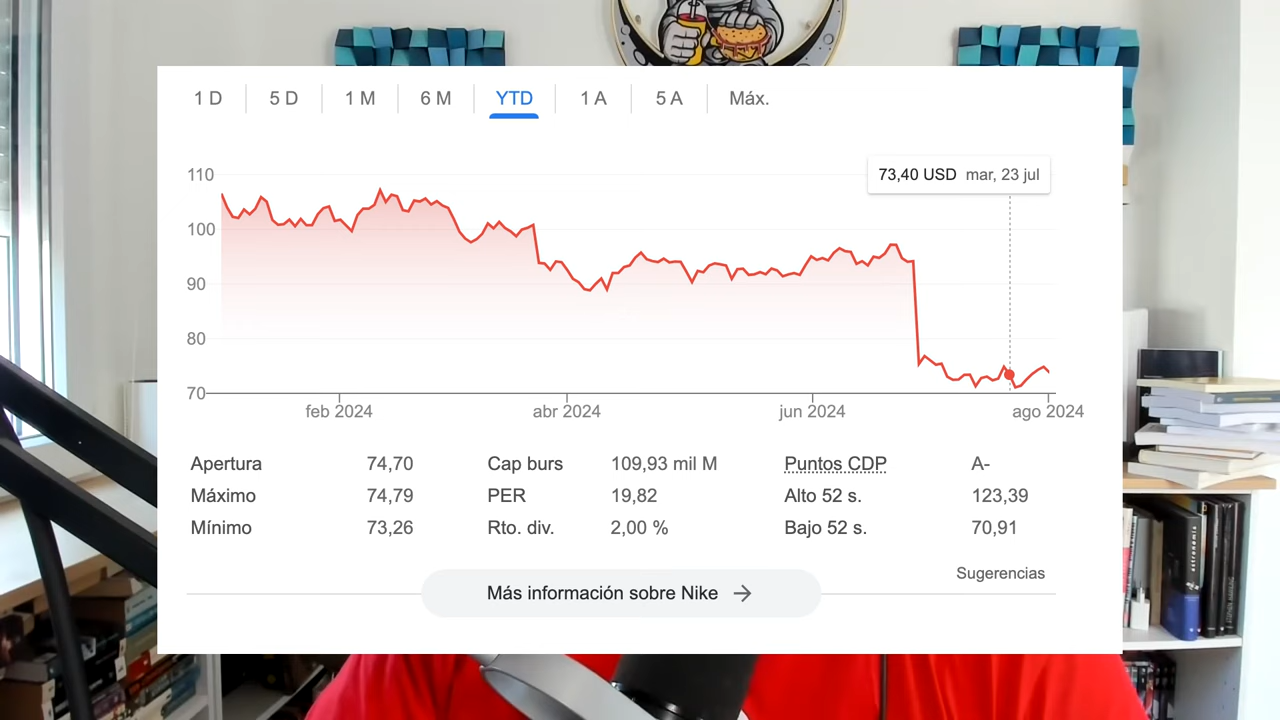 1 D 5 D 1 M 6 M YTD 1 A 5 A Máx.
73,40 USD mar, 23 jul
110
100
90
80
70
feb 2024 abr 2024 jun 2024 ago 2024
Apertura 74,70 Cap burs 109,93 mil M Puntos CDP A-
Máximo 74,79 PER 19,82 Alto 52 s. 123,39
Mínimo 73,26 Rto. div. 2,00 % Bajo 52 s. 70,91
Sugerencias
Más información sobre Nike →